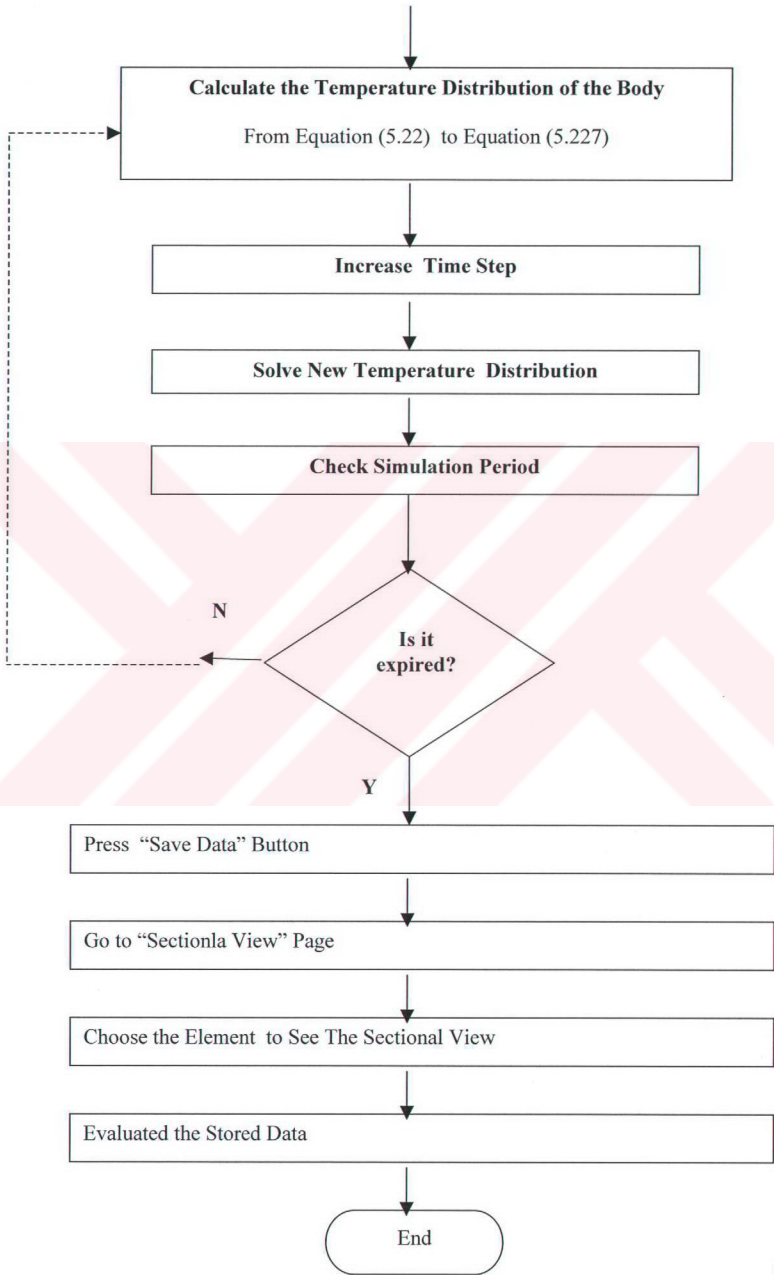 Calculate the Temperature Distribution of the Body
From Equation (5.22) to Equation (5.227)
Increase Time Step
Solve New Temperature Distribution
Check Simulation Period
N
Is it
expired?
Y
Press “Save Data” Button
Go to “Sectionla View” Page
Choose the Element to See The Sectional View
Evaluated the Stored Data
End